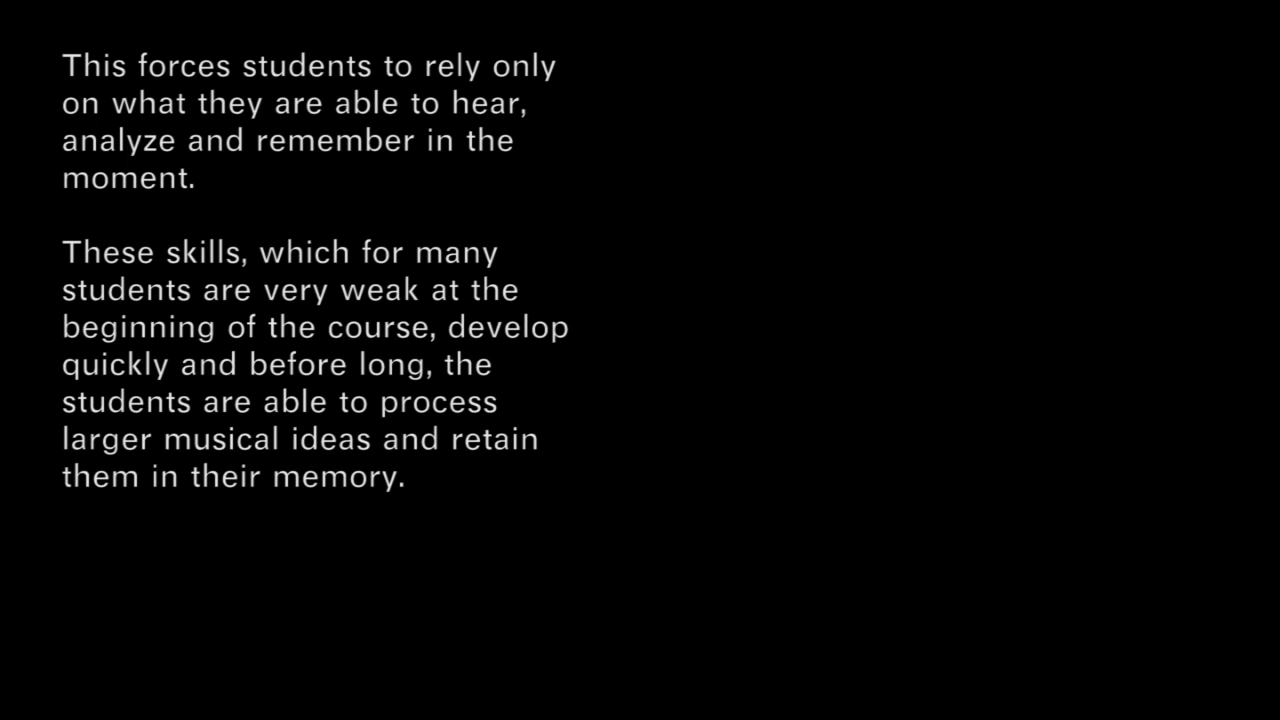 This forces students to rely only
on what they are able to hear,
analyze and remember in the
moment.
These skills, which for many
students are very weak at the
beginning of the course, develop
quickly and before long, the
students are able to process
larger musical ideas and retain
them in their memory.